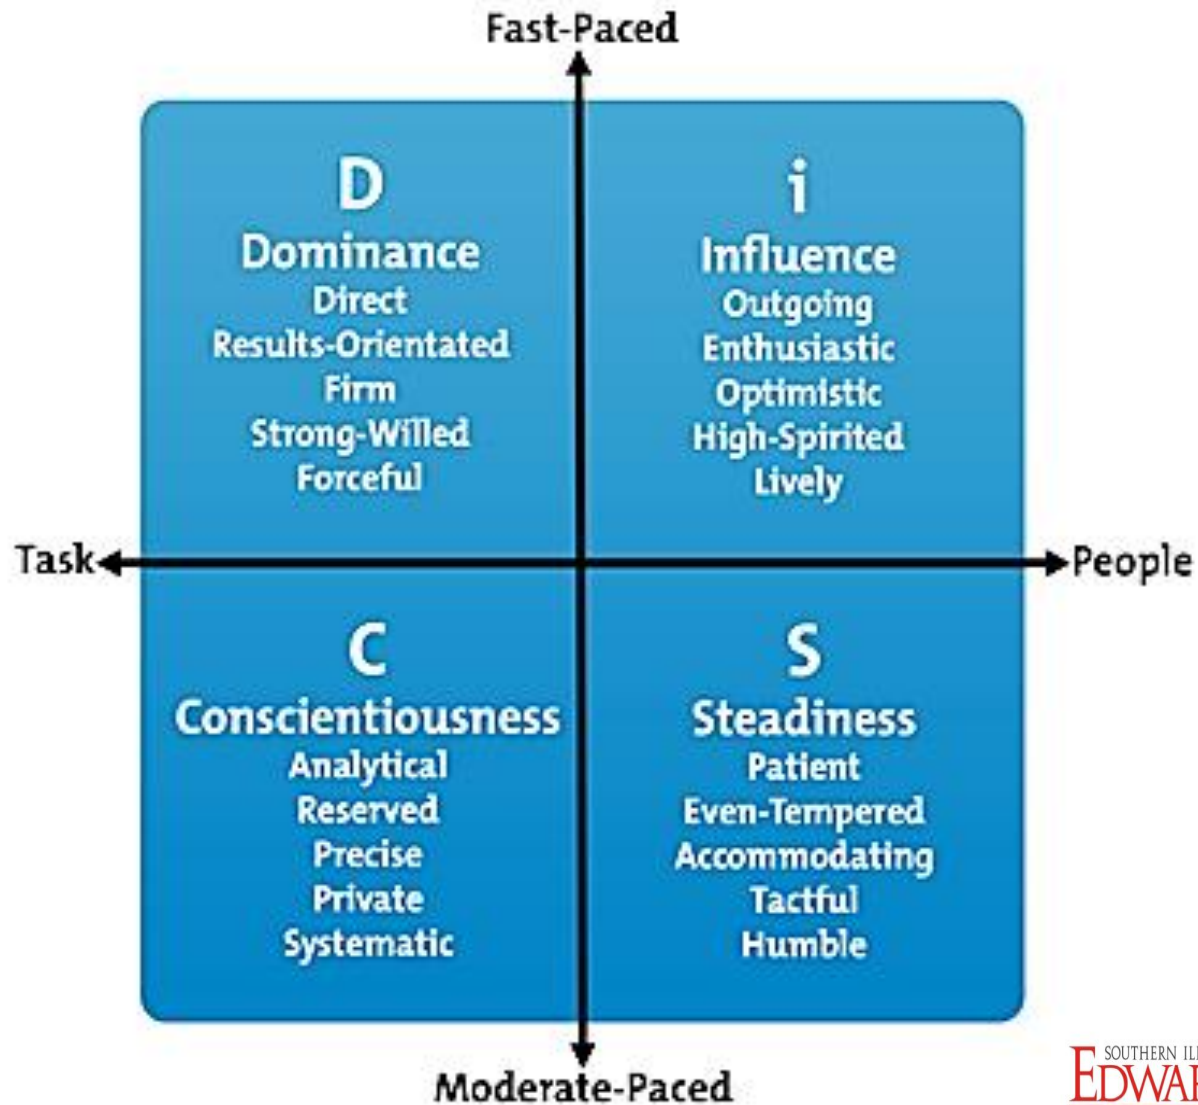 Fast-Paced
D
Dominance
Direct
Results-Orientated
Firm
Strong-Willed
Forceful
i
Influence
Outgoing
Enthusiastic
Optimistic
High-Spirited
Lively
Task
People
C
Conscientiousness
Analytical
Reserved
Precise
Private
Systematic
S
Steadiness
Patient
Even-Tempered
Accommodating
Tactful
Humble
Moderate-Paced
SOUTHERN